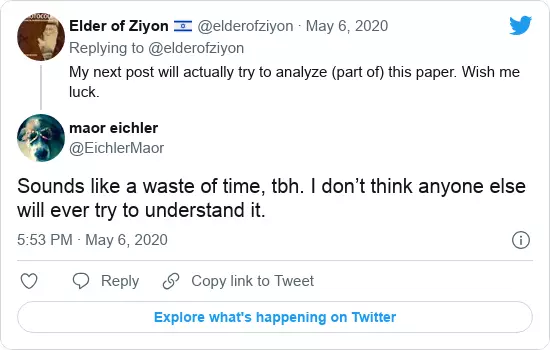 Elder of Ziyon 🇮🇱 @elderofziyon · May 6, 2020
Replying to @elderofziyon
My next post will actually try to analyze (part of) this paper. Wish me
luck.
maor eichler
@EichlerMaor
Sounds like a waste of time, tbh. I don’t think anyone else
will ever try to understand it.
5:53 PM · May 6, 2020
Reply
Copy link to Tweet
Explore what's happening on Twitter